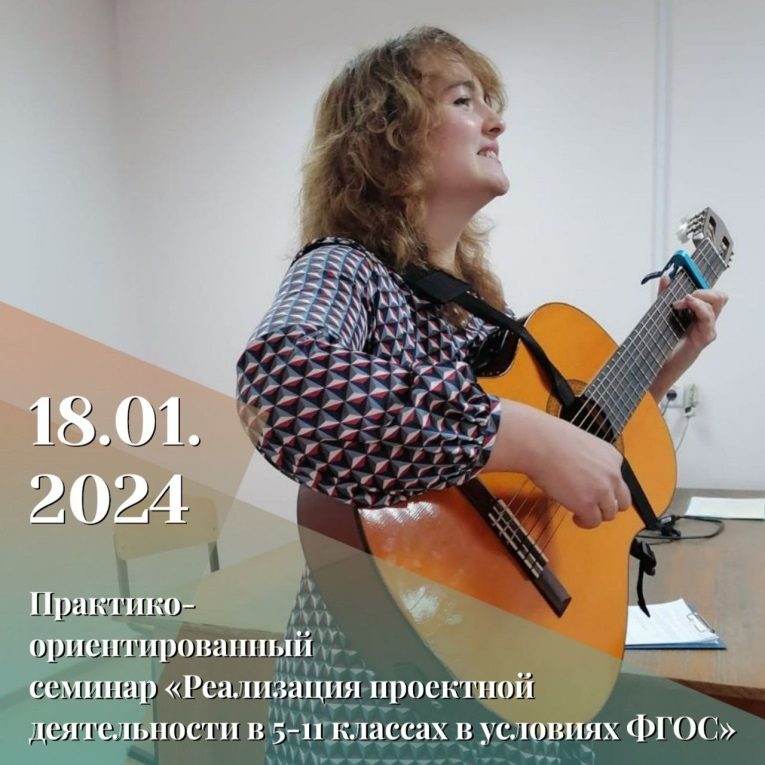 18.01.
2024
Практико-
ориентированный
семинар «Реализация проектной
деятельности в 5-11 классах в условиях ФГОС»